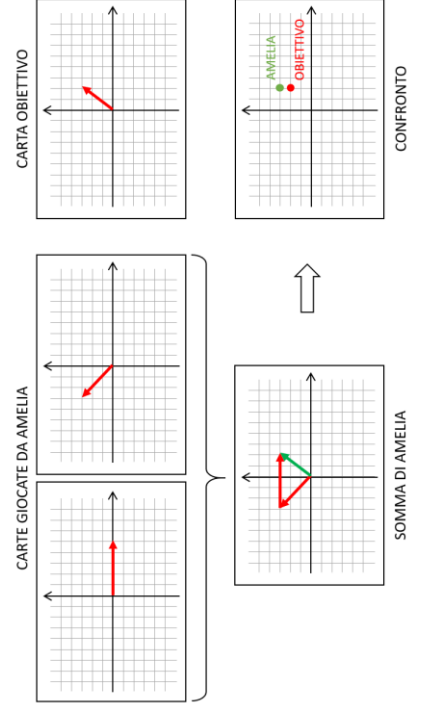 CARTE GIOCATE DA AMELIA
CARTA OBIETTIVO
SOMMA DI AMELIA
AMELIA
OBIETTIVO
CONFRONTO